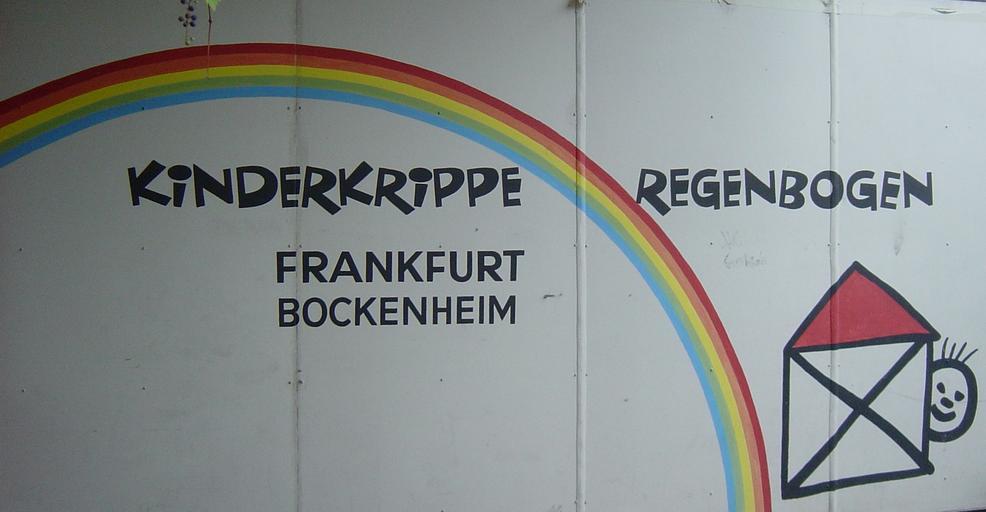 KiNDERKRiPPE REGENBOGEN
FRANKFURT
BOCKENHEIM